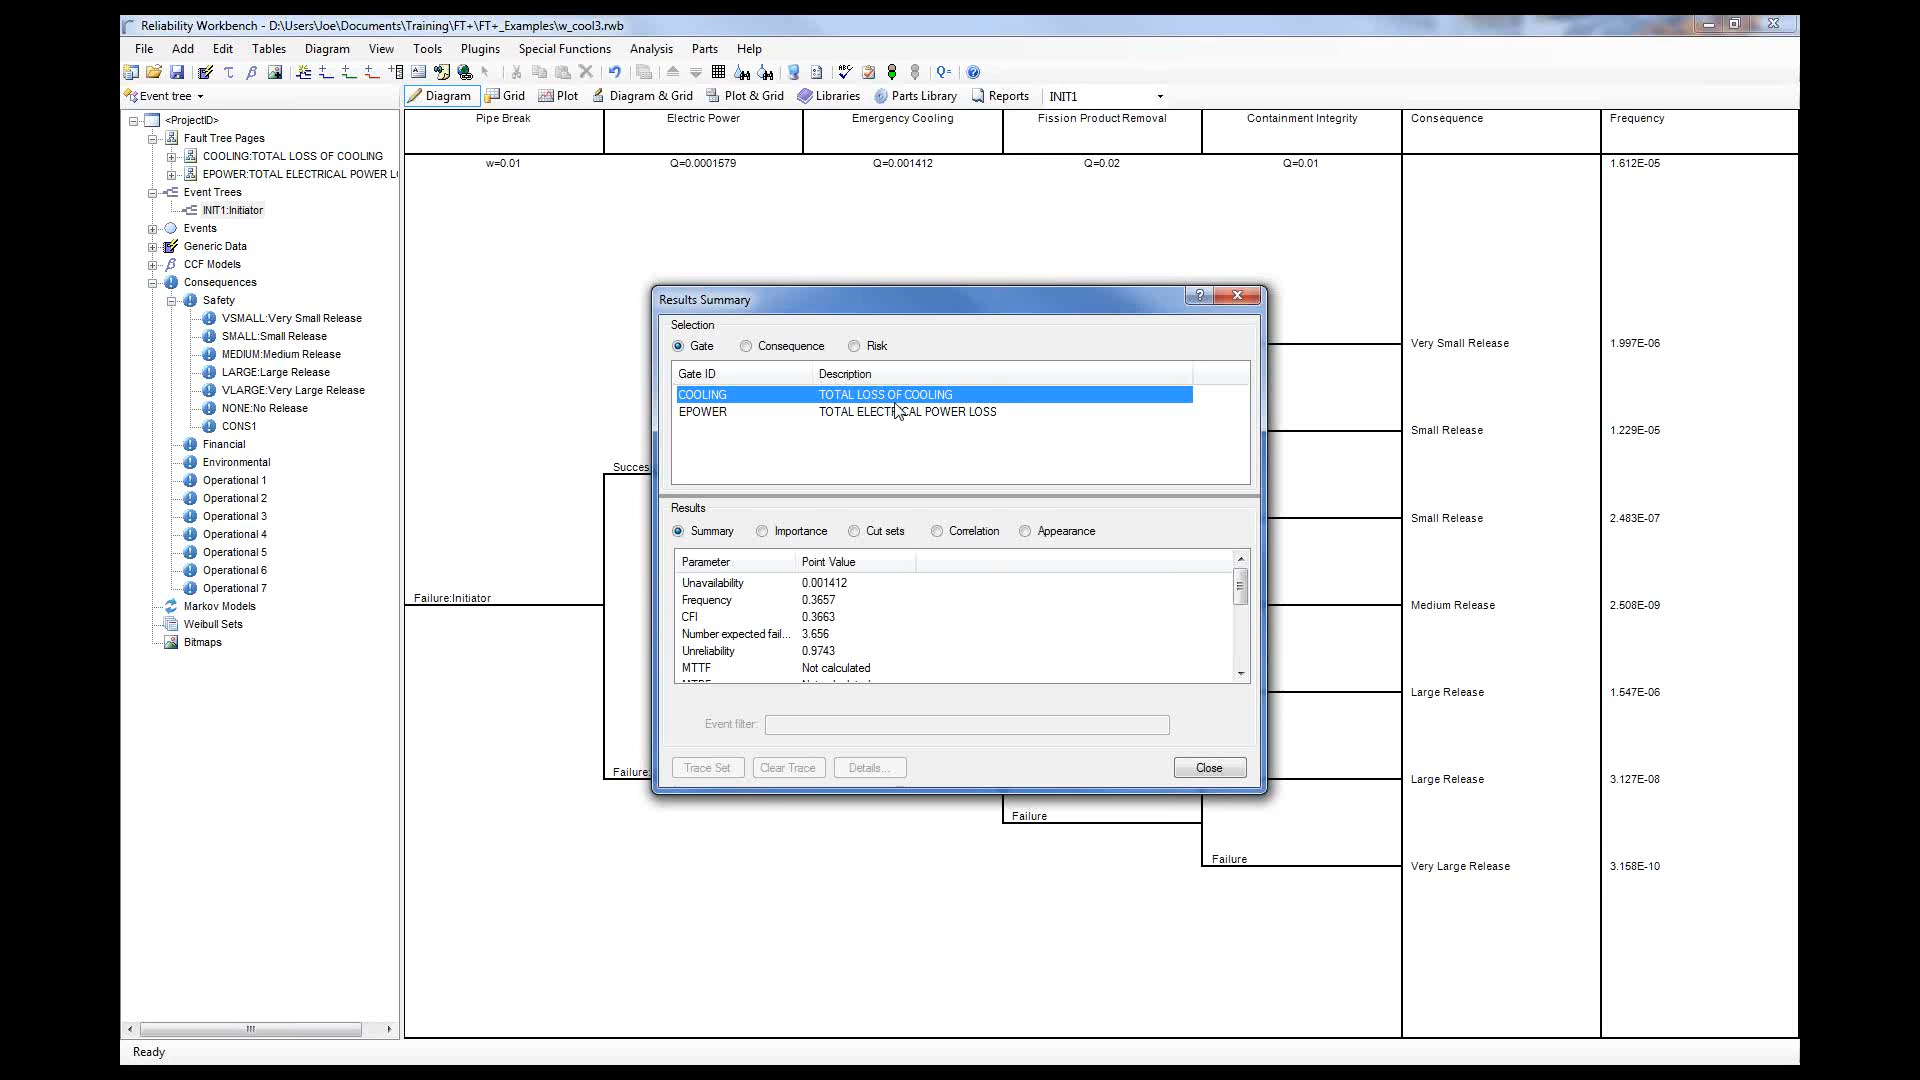 Reliability Workbench - D:\Users\Joe\Documents\Training\FT+\FT+_Examples\w_cool3.rwb
File Add Edit Tables Diagram View Tools Plugins Special Functions Analysis Parts Help
Event tree
Diagram Grid Plot Diagram & Grid Plot & Grid Libraries Parts Library Reports INIT1
<ProjectID>
Fault Tree Pages
COOLING:TOTAL LOSS OF COOLING
EPOWER:TOTAL ELECTRICAL POWER L
Event Trees
INIT1:Initiator
Events
Generic Data
CCF Models
Consequences
Safety
VSMALL:Very Small Release
SMALL:Small Release
MEDIUM:Medium Release
LARGE:Large Release
VLARGE:Very Large Release
NONE:No Release
CONS1
Financial
Environmental
Operational 1
Operational 2
Operational 3
Operational 4
Operational 5
Operational 6
Operational 7
Markov Models
Weibull Sets
Bitmaps
Pipe Break Electric Power Emergency Cooling Fission Product Removal Containment Integrity Consequence Frequency
w=0.01 Q=0.0001579 Q=0.001412 Q=0.02 Q=0.01 1.612E-05
Very Small Release 1.997E-06
Small Release 1.229E-05
Succes
Small Release 2.483E-07
Failure:Initiator
Medium Release 2.508E-09
Large Release 1.547E-06
Failure:
Large Release 3.127E-08
Failure
Failure
Very Large Release 3.158E-10
Results Summary
Selection
Gate Consequence Risk
Gate ID Description
COOLING TOTAL LOSS OF COOLING
EPOWER TOTAL ELECTRICAL POWER LOSS
Results
Summary Importance Cut sets Correlation Appearance
Parameter Point Value
Unavailability 0.001412
Frequency 0.3657
CFI 0.3663
Number expected fail... 3.656
Unreliability 0.9743
MTTF Not calculated
Event filter:
Trace Set Clear Trace Details... Close
Ready